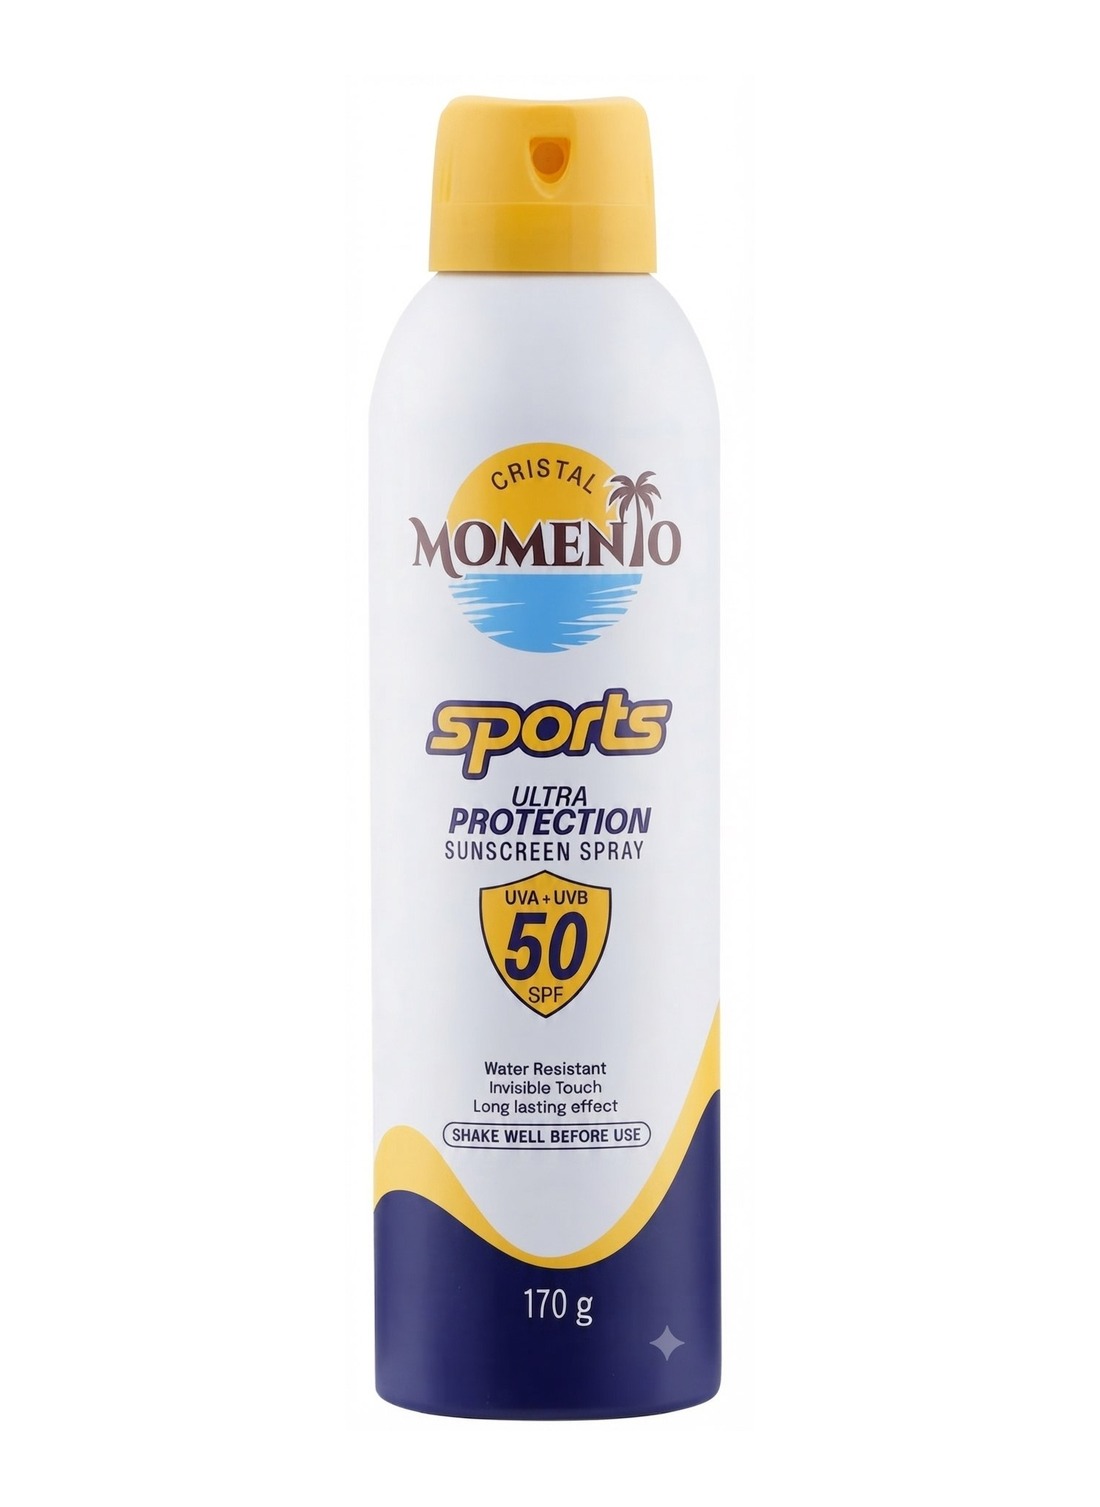 CRISTAL
MOMENTO
sports
ULTRA
PROTECTION
SUNSCREEN SPRAY
UVA + UVB
50
SPF
Water Resistant
Invisible Touch
Long lasting effect
SHAKE WELL BEFORE USE
170 g